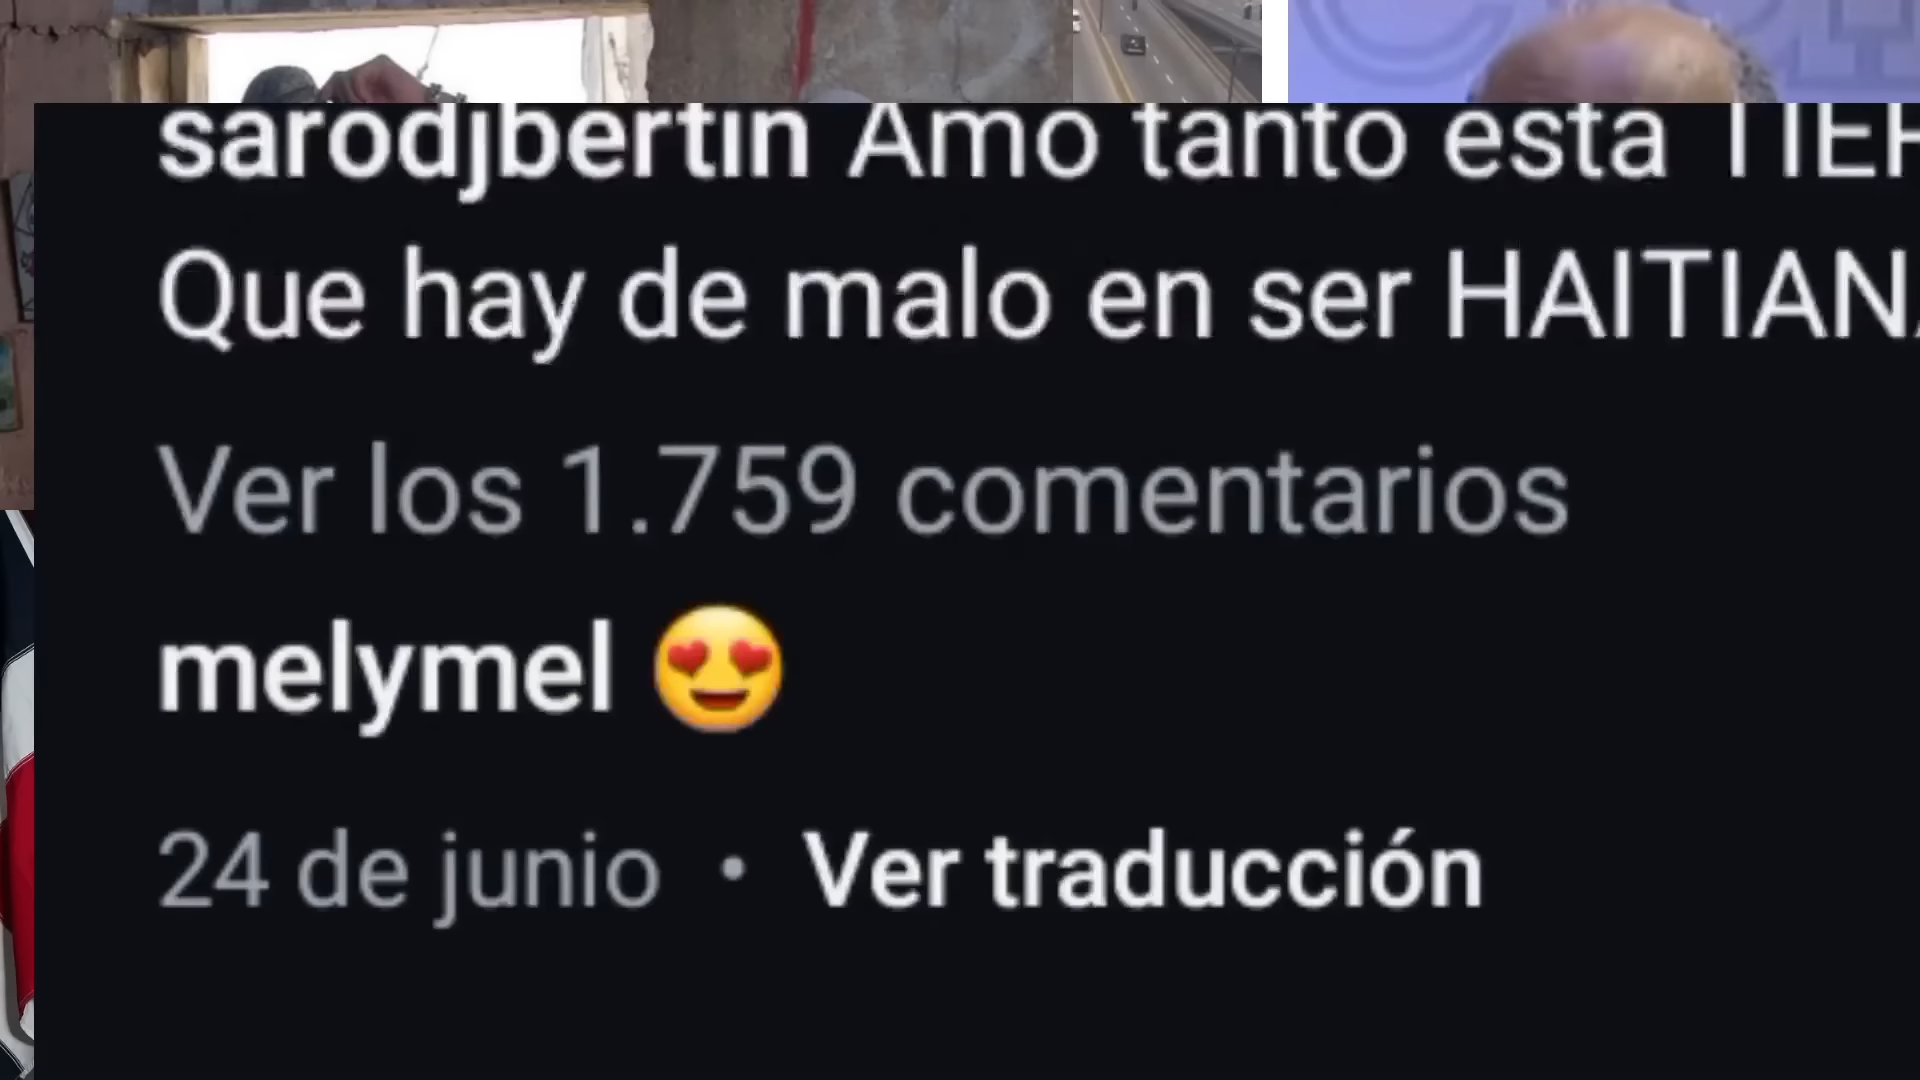 sarodjbertin Amo tanto esta
Que hay de malo en ser HAITIANA
Ver los 1.759 comentarios
melymel 😍
24 de junio • Ver traducción